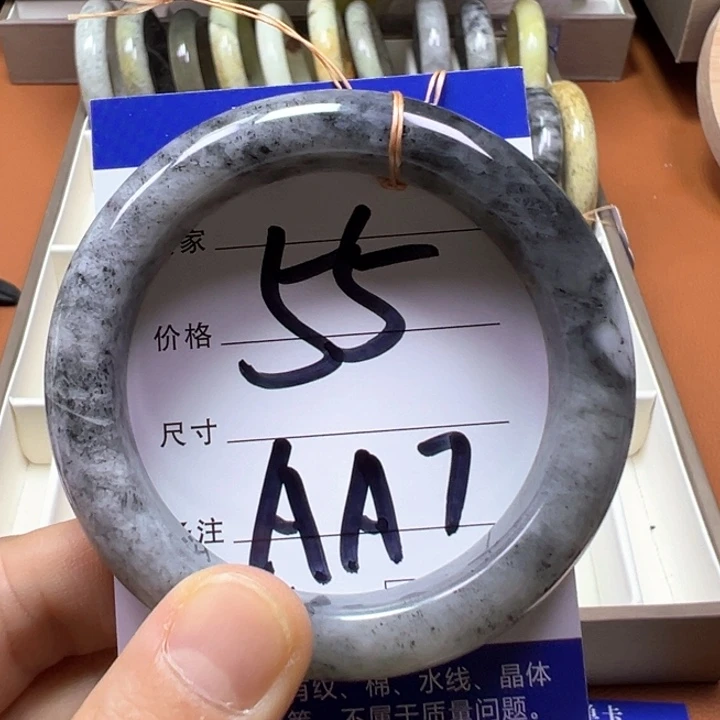 家
55
价格
尺寸
AA7
注
纹、棉、水线、晶体
等，不属于质量问题。